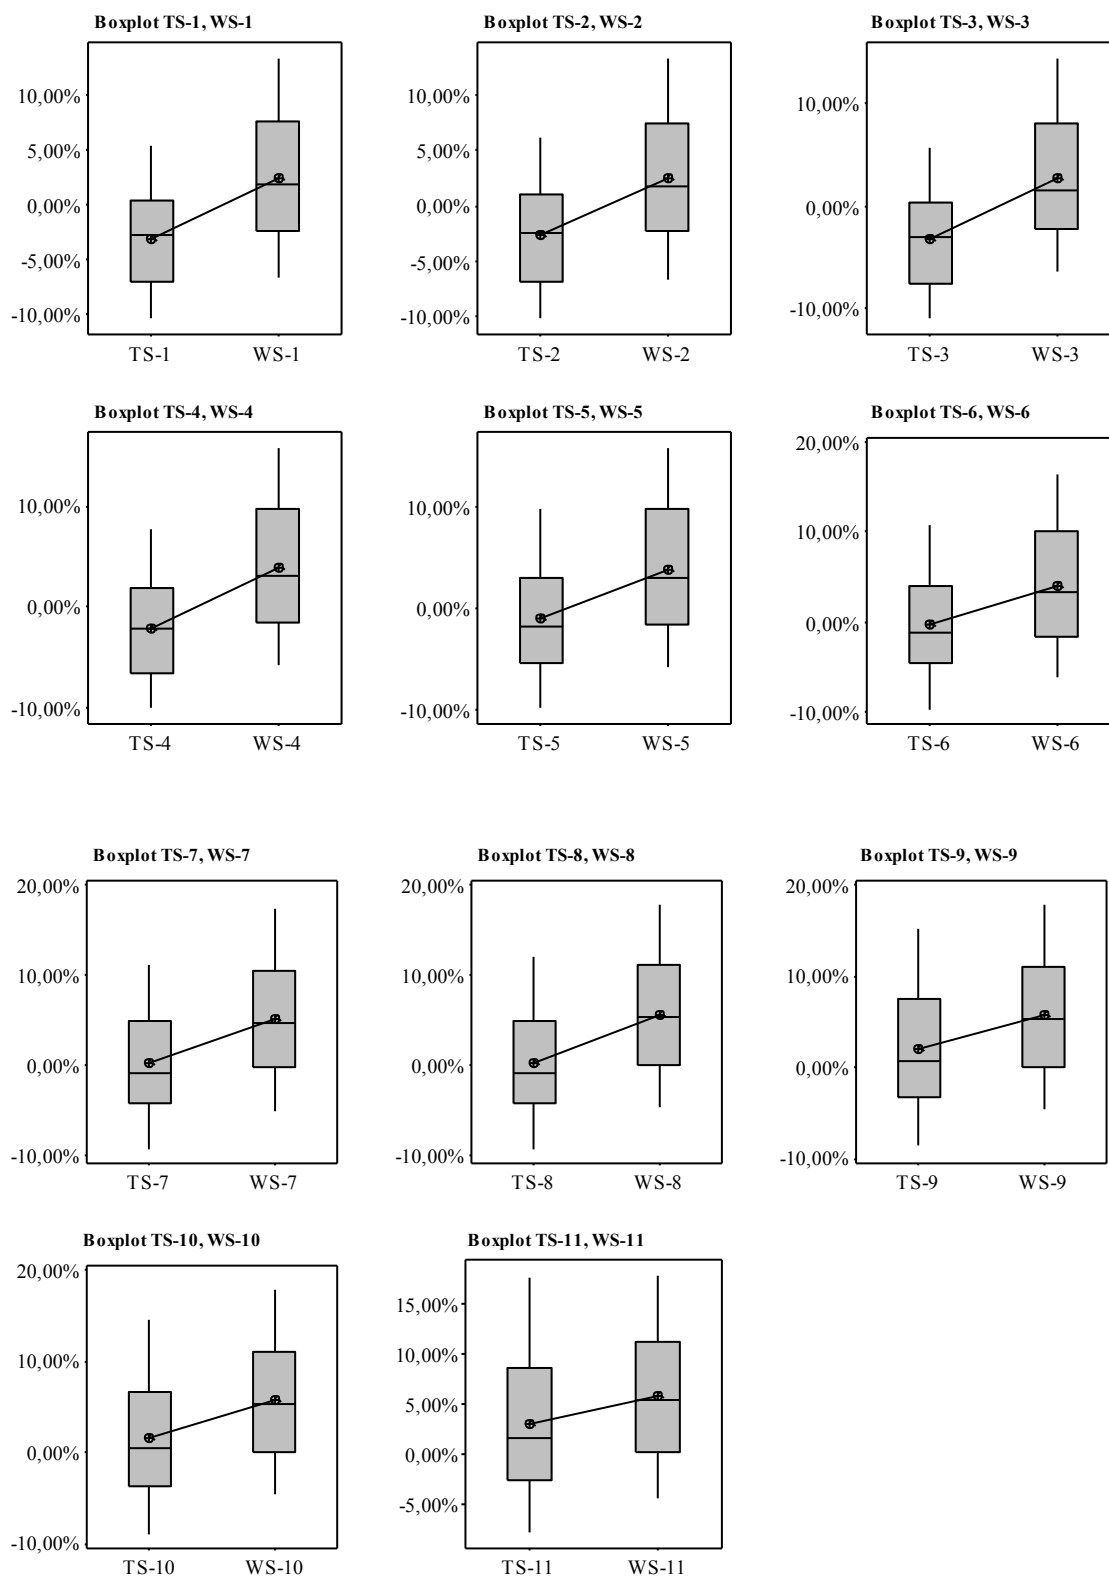 Boxplot TS-1, WS-1
10,00%
5,00%
0,00%
-5,00%
-10,00%
TS-1 WS-1
Boxplot TS-2, WS-2
10,00%
5,00%
0,00%
-5,00%
-10,00%
TS-2 WS-2
Boxplot TS-3, WS-3
10,00%
0,00%
-10,00%
TS-3 WS-3
Boxplot TS-4, WS-4
10,00%
0,00%
-10,00%
TS-4 WS-4
Boxplot TS-5, WS-5
10,00%
0,00%
-10,00%
TS-5 WS-5
Boxplot TS-6, WS-6
20,00%
10,00%
0,00%
-10,00%
TS-6 WS-6
Boxplot TS-7, WS-7
20,00%
10,00%
0,00%
-10,00%
TS-7 WS-7
Boxplot TS-8, WS-8
20,00%
10,00%
0,00%
-10,00%
TS-8 WS-8
Boxplot TS-9, WS-9
20,00%
10,00%
0,00%
-10,00%
TS-9 WS-9
Boxplot TS-10, WS-10
20,00%
10,00%
0,00%
-10,00%
TS-10 WS-10
Boxplot TS-11, WS-11
15,00%
10,00%
5,00%
0,00%
-5,00%
TS-11 WS-11